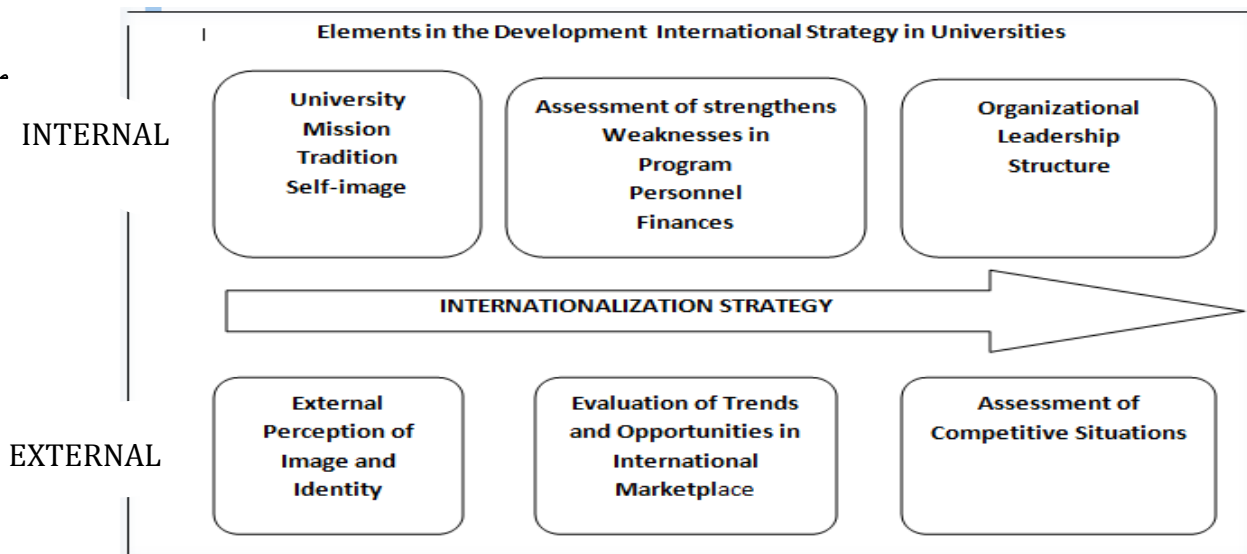 Elements in the Development International Strategy in Universities
INTERNAL
University
Mission
Tradition
Self-image
Assessment of strengthens
Weaknesses in
Program
Personnel
Finances
Organizational
Leadership
Structure
INTERNATIONALIZATION STRATEGY
EXTERNAL
External
Perception of
Image and
Identity
Evaluation of Trends
and Opportunities in
International
Marketplace
Assessment of
Competitive Situations